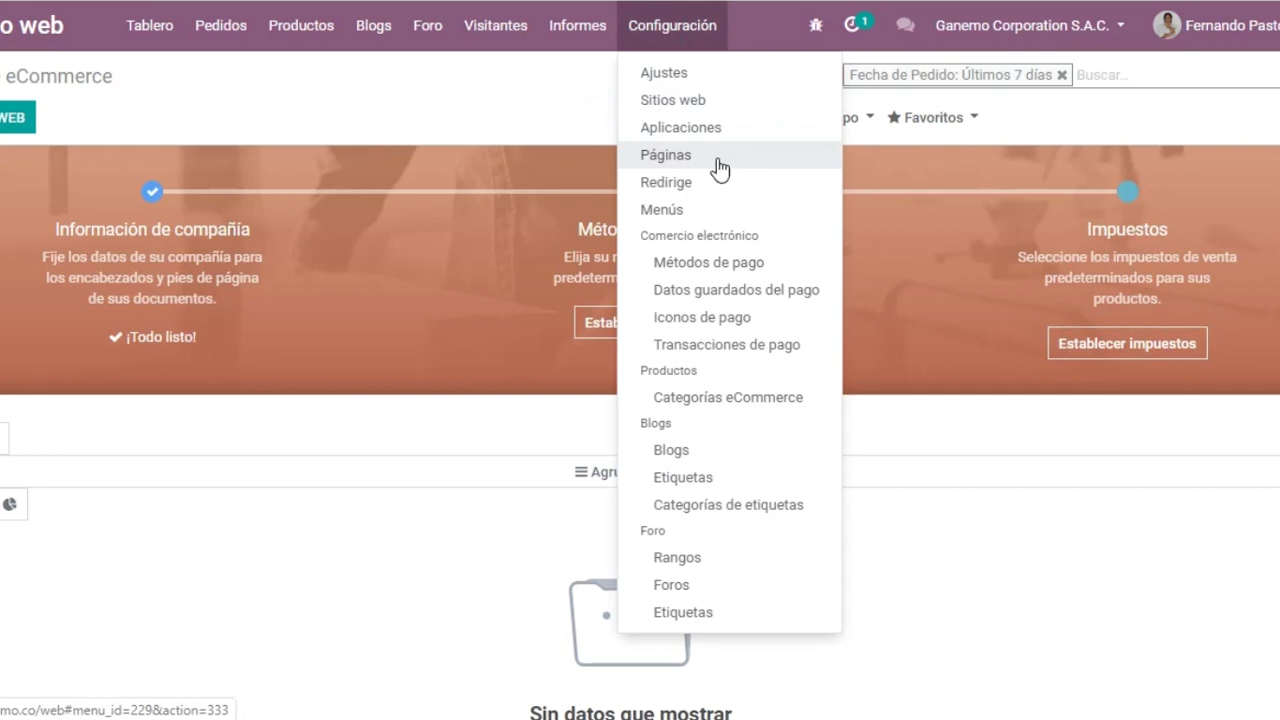 o web
Tablero
Pedidos
Productos
Blogs
Foro
Visitantes
Informes
Configuración
1
Ganemo Corporation S.A.C.
Fernando Past
eCommerce
Fecha de Pedido: Últimos 7 días
Buscar...
WEB
po
Favoritos
Ajustes
Sitios web
Aplicaciones
Páginas
Redirige
Menús
Comercio electrónico
Métodos de pago
Datos guardados del pago
Iconos de pago
Transacciones de pago
Productos
Categorías eCommerce
Blogs
Blogs
Etiquetas
Categorías de etiquetas
Foro
Rangos
Foros
Etiquetas
Información de compañía
Fije los datos de su compañía para
los encabezados y pies de página
de sus documentos.
¡Todo listo!
Méto
Elija su
predeterm
Estab
Impuestos
Seleccione los impuestos de venta
predeterminados para sus
productos.
Establecer impuestos
Agru
Sin datos que mostrar
mo.co/web#menu_id=229&action=333